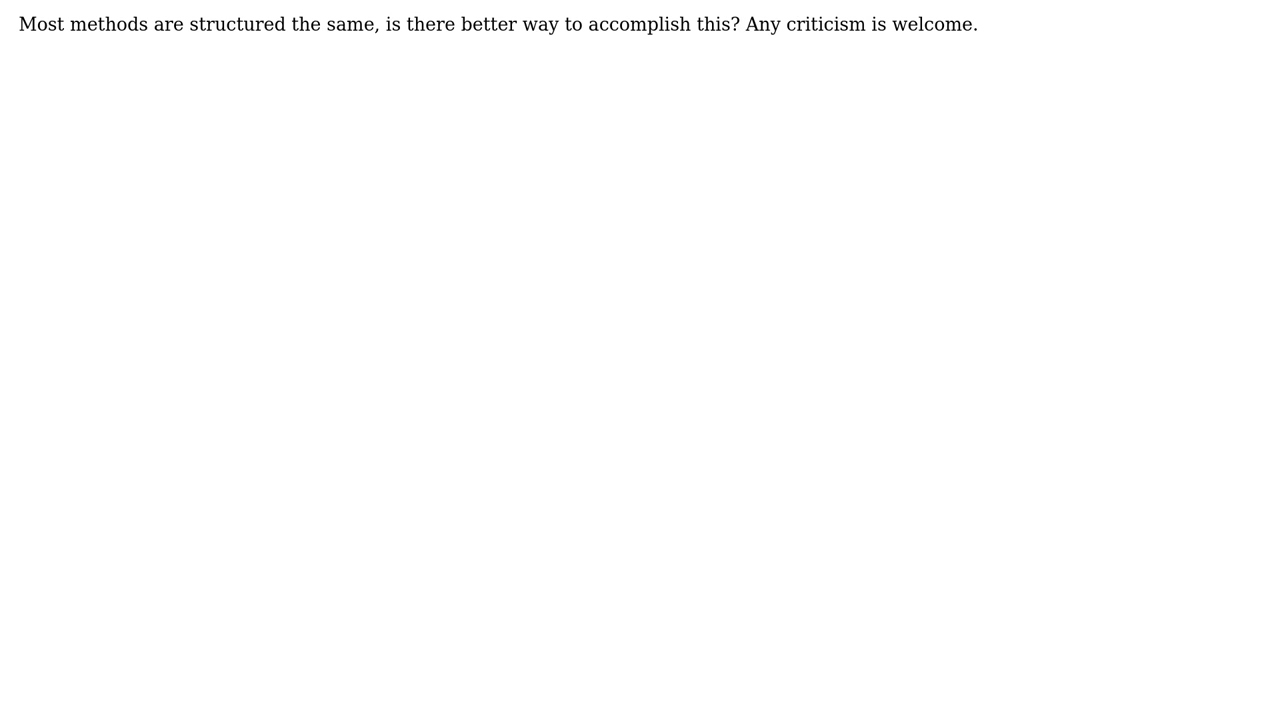 Most methods are structured the same, is there better way to accomplish this? Any criticism is welcome.